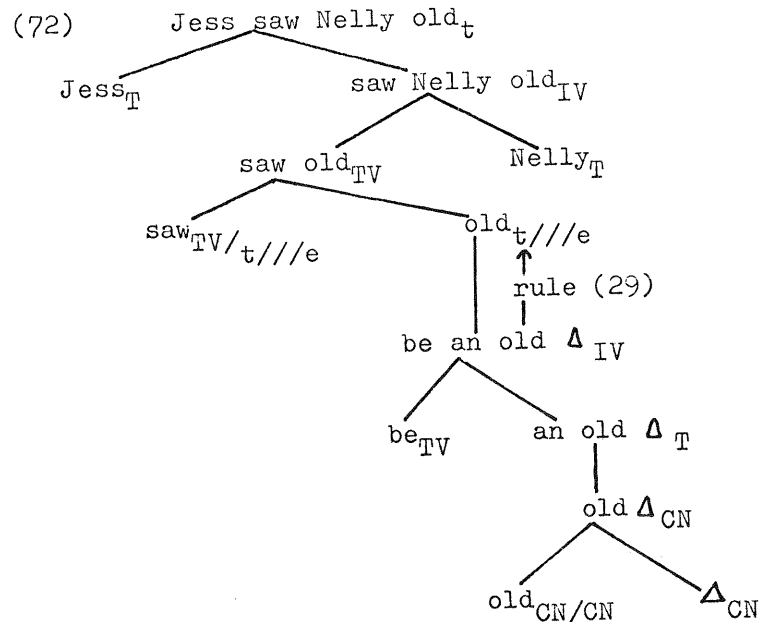 (72) Jess saw Nelly old_t
Jess_T saw Nelly old_IV
saw old_TV Nelly_T
saw_TV/t///e old_t///e
rule (29)
be an old Δ_IV
be_TV an old Δ_T
old Δ_CN
old_CN/CN Δ_CN